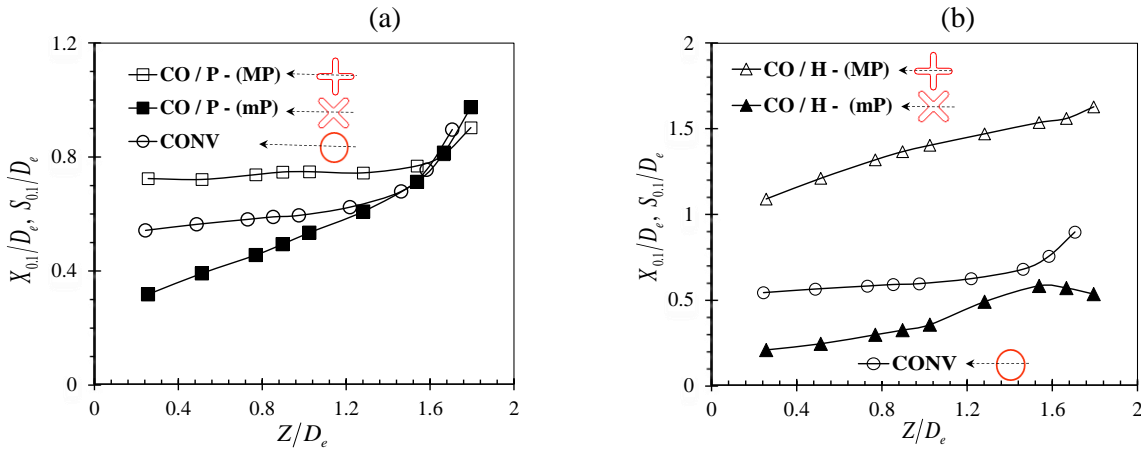 (a)
1.2
0.8
0.4
0
X0.1/De, S0.1/De
CO / P - (MP)
CO / P - (mP)
CONV
0 0.4 0.8 1.2 1.6 2
Z/De
(b)
2
1.5
1
0.5
0
X0.1/De, S0.1/De
CO / H - (MP)
CO / H - (mP)
CONV
0 0.4 0.8 1.2 1.6 2
Z/De